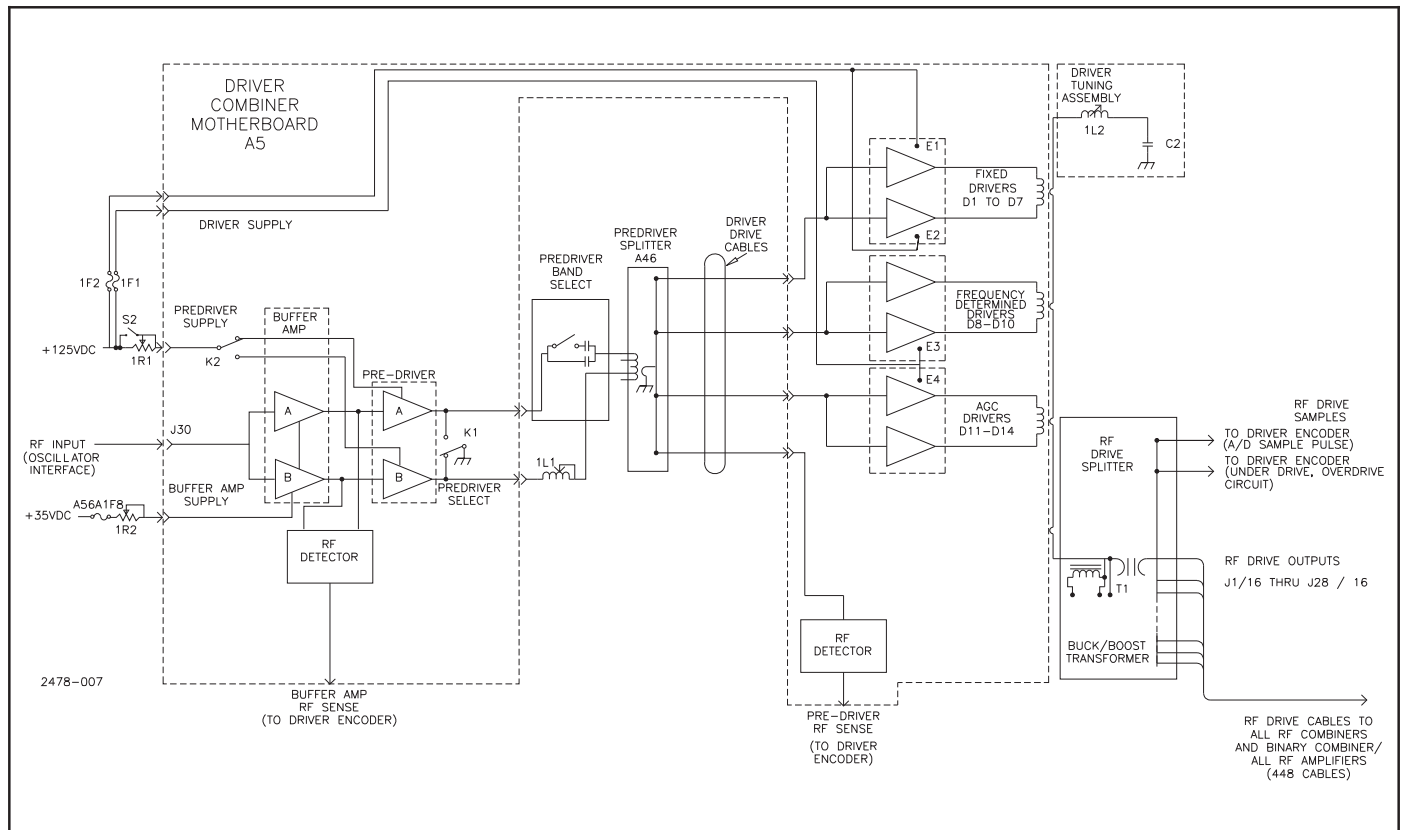 DRIVER
COMBINER
MOTHERBOARD
A5
DRIVER
TUNING
ASSEMBLY
1L2
C2
E1
FIXED
DRIVERS
D1 TO D7
E2
DRIVER SUPPLY
DRIVER
DRIVE
CABLES
PREDRIVER
SPLITTER
A46
PREDRIVER
BAND
SELECT
1F2
1F1
S2
PREDRIVER
SUPPLY
BUFFER
AMP
+125VDC
1R1
K2
FREQUENCY
DETERMINED
DRIVERS
D8-D10
E3
E4
PRE-DRIVER
A
A
AGC
DRIVERS
D11-D14
J30
K1
RF INPUT
(OSCILLATOR
INTERFACE)
B
B
1L1
PREDRIVER
SELECT
BUFFER AMP
SUPPLY
A56A1F8
+35VDC
1R2
RF
DETECTOR
RF
DRIVE
SPLITTER
RF DRIVE
SAMPLES
TO DRIVER ENCODER
(A/D SAMPLE PULSE)
TO DRIVER ENCODER
(UNDER DRIVE, OVERDRIVE
CIRCUIT)
T1
RF DRIVE OUTPUTS
J1/16 THRU J28 / 16
BUCK/BOOST
TRANSFORMER
RF
DETECTOR
2478-007
BUFFER AMP
RF SENSE
(TO DRIVER ENCODER)
PRE-DRIVER
RF SENSE
(TO DRIVER
ENCODER)
RF DRIVE CABLES TO
ALL RF COMBINERS
AND BINARY COMBINER/
ALL RF AMPLIFIERS
(448 CABLES)